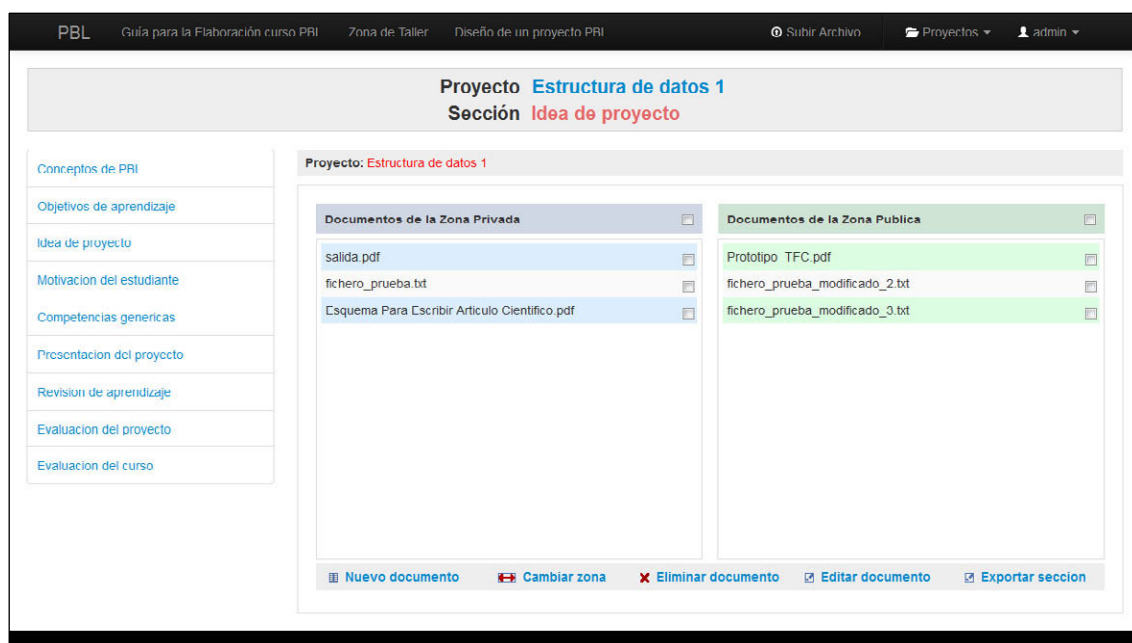 PBL Guía para la Elaboración curso PBL Zona de Taller Diseño de un proyecto PBL Subir Archivo Proyectos admin
Proyecto Estructura de datos 1
Sección Idea de proyecto
Conceptos de PBL
Objetivos de aprendizaje
Idea de proyecto
Motivacion del estudiante
Competencias genericas
Presentacion del proyecto
Revision de aprendizaje
Evaluacion del proyecto
Evaluacion del curso
Proyecto: Estructura de datos 1
Documentos de la Zona Privada
salida.pdf
fichero_prueba.txt
Esquema Para Escribir Articulo Cientifico.pdf
Documentos de la Zona Publica
Prototipo TFC.pdf
fichero_prueba_modificado_2.txt
fichero_prueba_modificado_3.txt
Nuevo documento Cambiar zona Eliminar documento Editar documento Exportar seccion